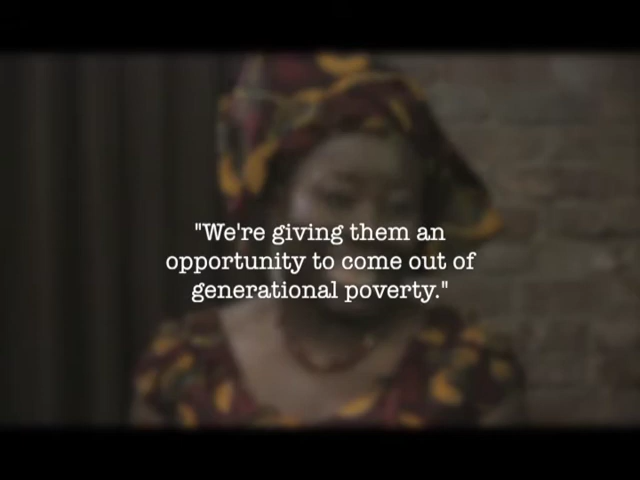 "We're giving them an
opportunity to come out of
generational poverty."